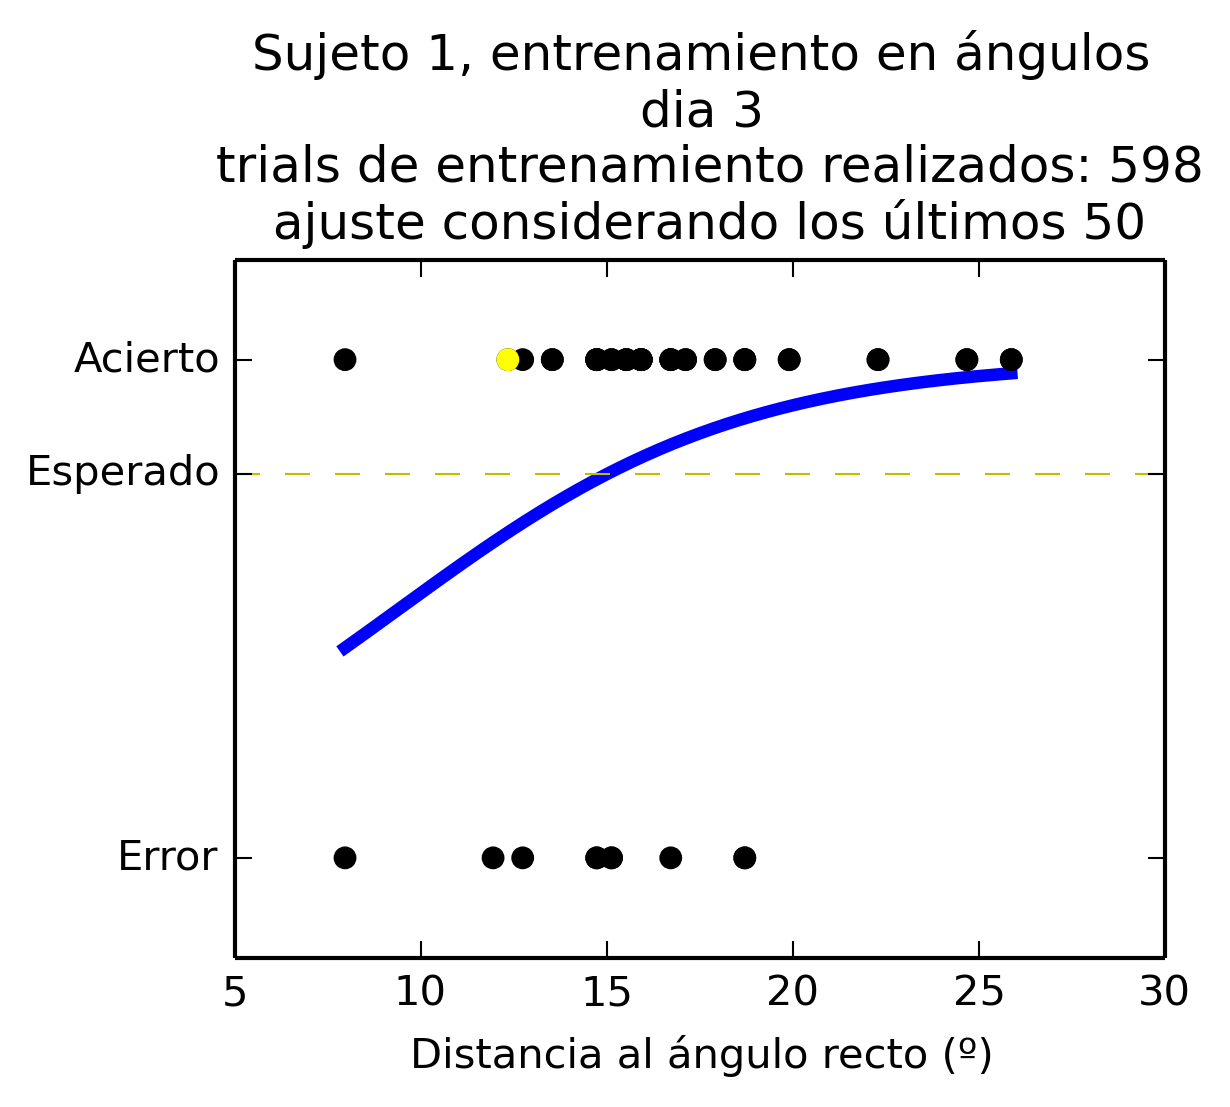 Sujeto 1, entrenamiento en ángulos
dia 3
trials de entrenamiento realizados: 598
ajuste considerando los últimos 50
Acierto
Esperado
Error
5 10 15 20 25 30
Distancia al ángulo recto (º)